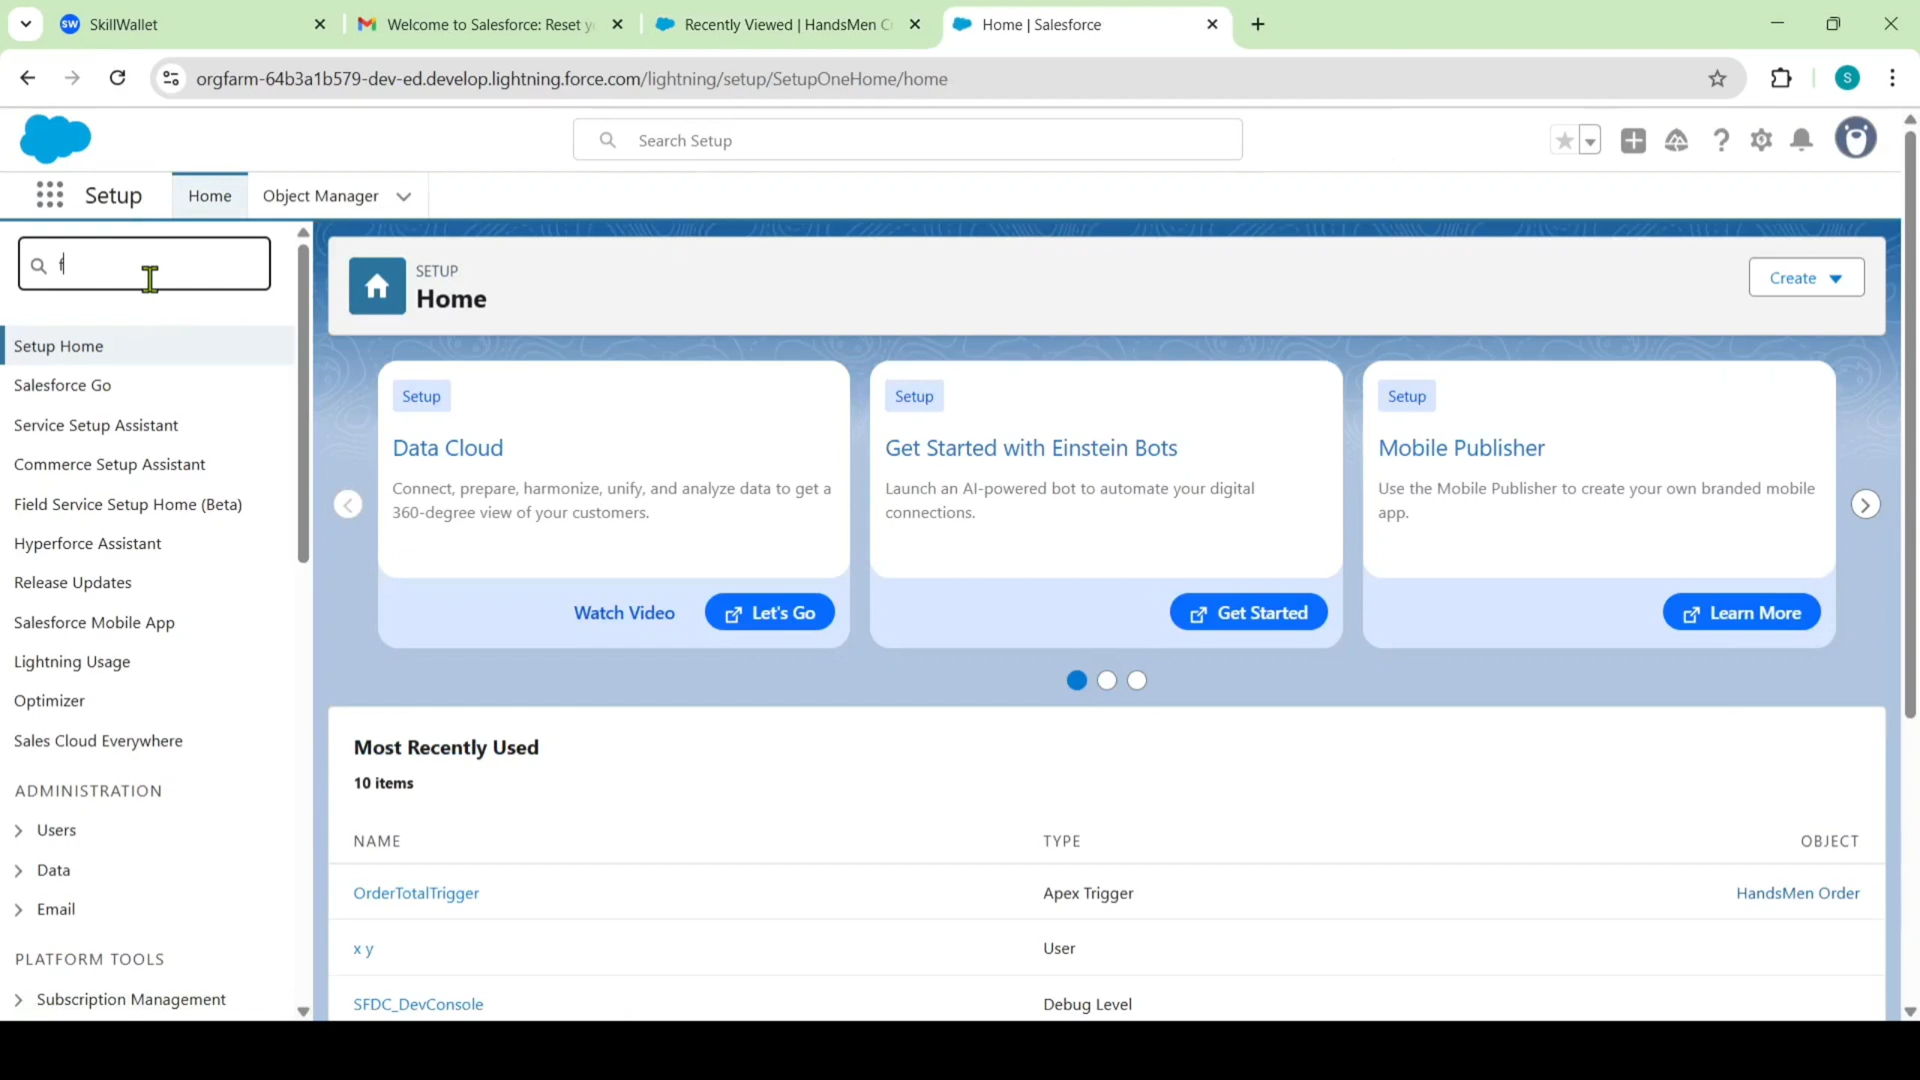 SW SkillWallet
Welcome to Salesforce: Reset y
Recently Viewed | HandsMen C
Home | Salesforce
orgfarm-64b3a1b579-dev-ed.develop.lightning.force.com/lightning/setup/SetupOneHome/home
S
Search Setup
Setup
Home
Object Manager
f
SETUP
Home
Create
Setup Home
Salesforce Go
Service Setup Assistant
Commerce Setup Assistant
Field Service Setup Home (Beta)
Hyperforce Assistant
Release Updates
Salesforce Mobile App
Lightning Usage
Optimizer
Sales Cloud Everywhere
ADMINISTRATION
Users
Data
Email
PLATFORM TOOLS
Subscription Management
Setup
Data Cloud
Connect, prepare, harmonize, unify, and analyze data to get a
360-degree view of your customers.
Watch Video
Let's Go
Setup
Get Started with Einstein Bots
Launch an AI-powered bot to automate your digital
connections.
Get Started
Setup
Mobile Publisher
Use the Mobile Publisher to create your own branded mobile
app.
Learn More
Most Recently Used
10 items
NAME TYPE OBJECT
OrderTotalTrigger Apex Trigger HandsMen Order
x y User
SFDC_DevConsole Debug Level